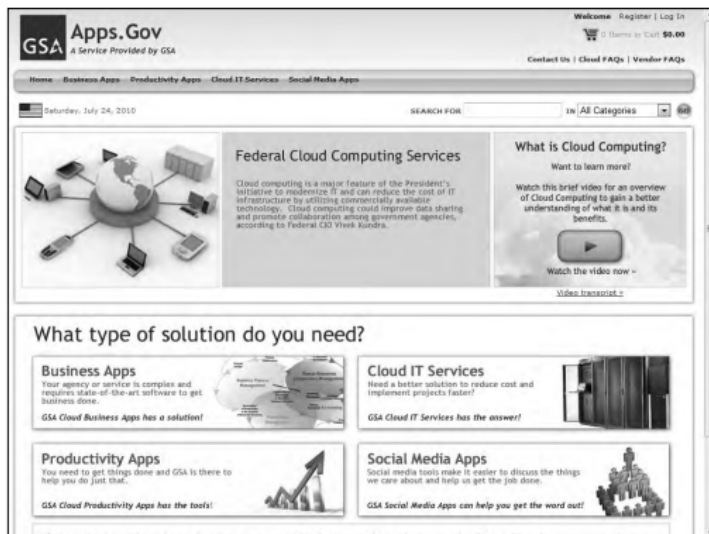 Welcome Register | Log In
GSA
Apps.Gov
A Service Provided by GSA
0 Items in Cart $0.00
Contact Us | Cloud FAQs | Vendor FAQs
Home Business Apps Productivity Apps Cloud IT Services Social Media Apps
Saturday, July 24, 2010
SEARCH FOR IN All Categories GO
Federal Cloud Computing Services
Cloud computing is a major feature of the President's
initiative to modernize IT and can reduce the cost of IT
infrastructure by utilizing commercially available
technology. Cloud computing could improve data sharing
and promote collaboration among government agencies,
according to Federal CIO Vivek Kundra.
What is Cloud Computing?
Want to learn more?
Watch this brief video for an overview
of Cloud Computing to gain a better
understanding of what it is and its
benefits.
Watch the video now »
Video transcript »
What type of solution do you need?
Business Apps
Your agency or service is complex and
requires state-of-the-art software to get
business done.
GSA Cloud Business Apps has a solution!
Cloud IT Services
Need a better solution to reduce cost and
implement projects faster?
GSA Cloud IT Services has the answer!
Productivity Apps
You need to get things done and GSA is there to
help you do just that.
GSA Cloud Productivity Apps has the tools!
Social Media Apps
Social media tools make it easier to discuss the things
we care about and help us get the job done.
GSA Social Media Apps can help you get the word out!